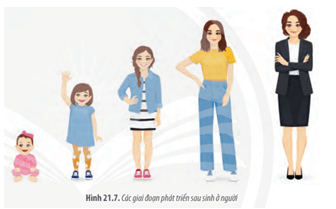 Hình 21.7. Các giai đoạn phát triển sau sinh ở người